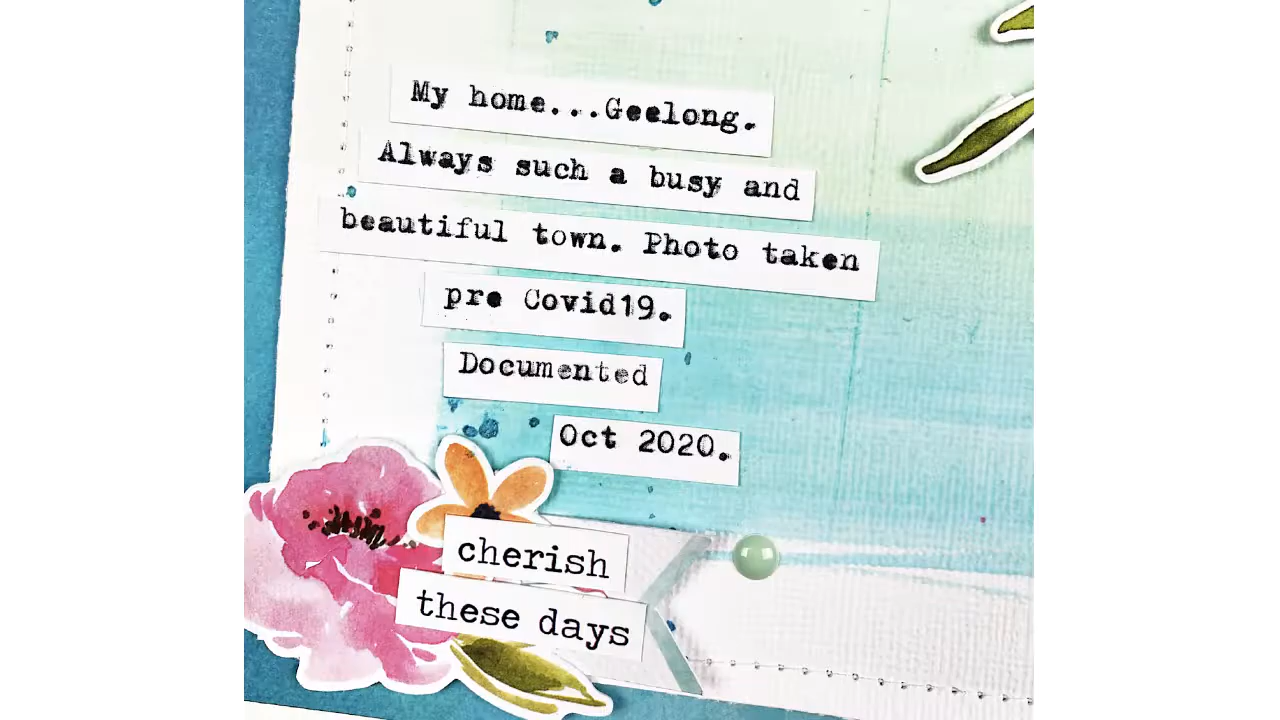 My home...Geelong.
Always such a busy and
beautiful town. Photo taken
pre Covid19.
Documented
Oct 2020.
cherish
these days